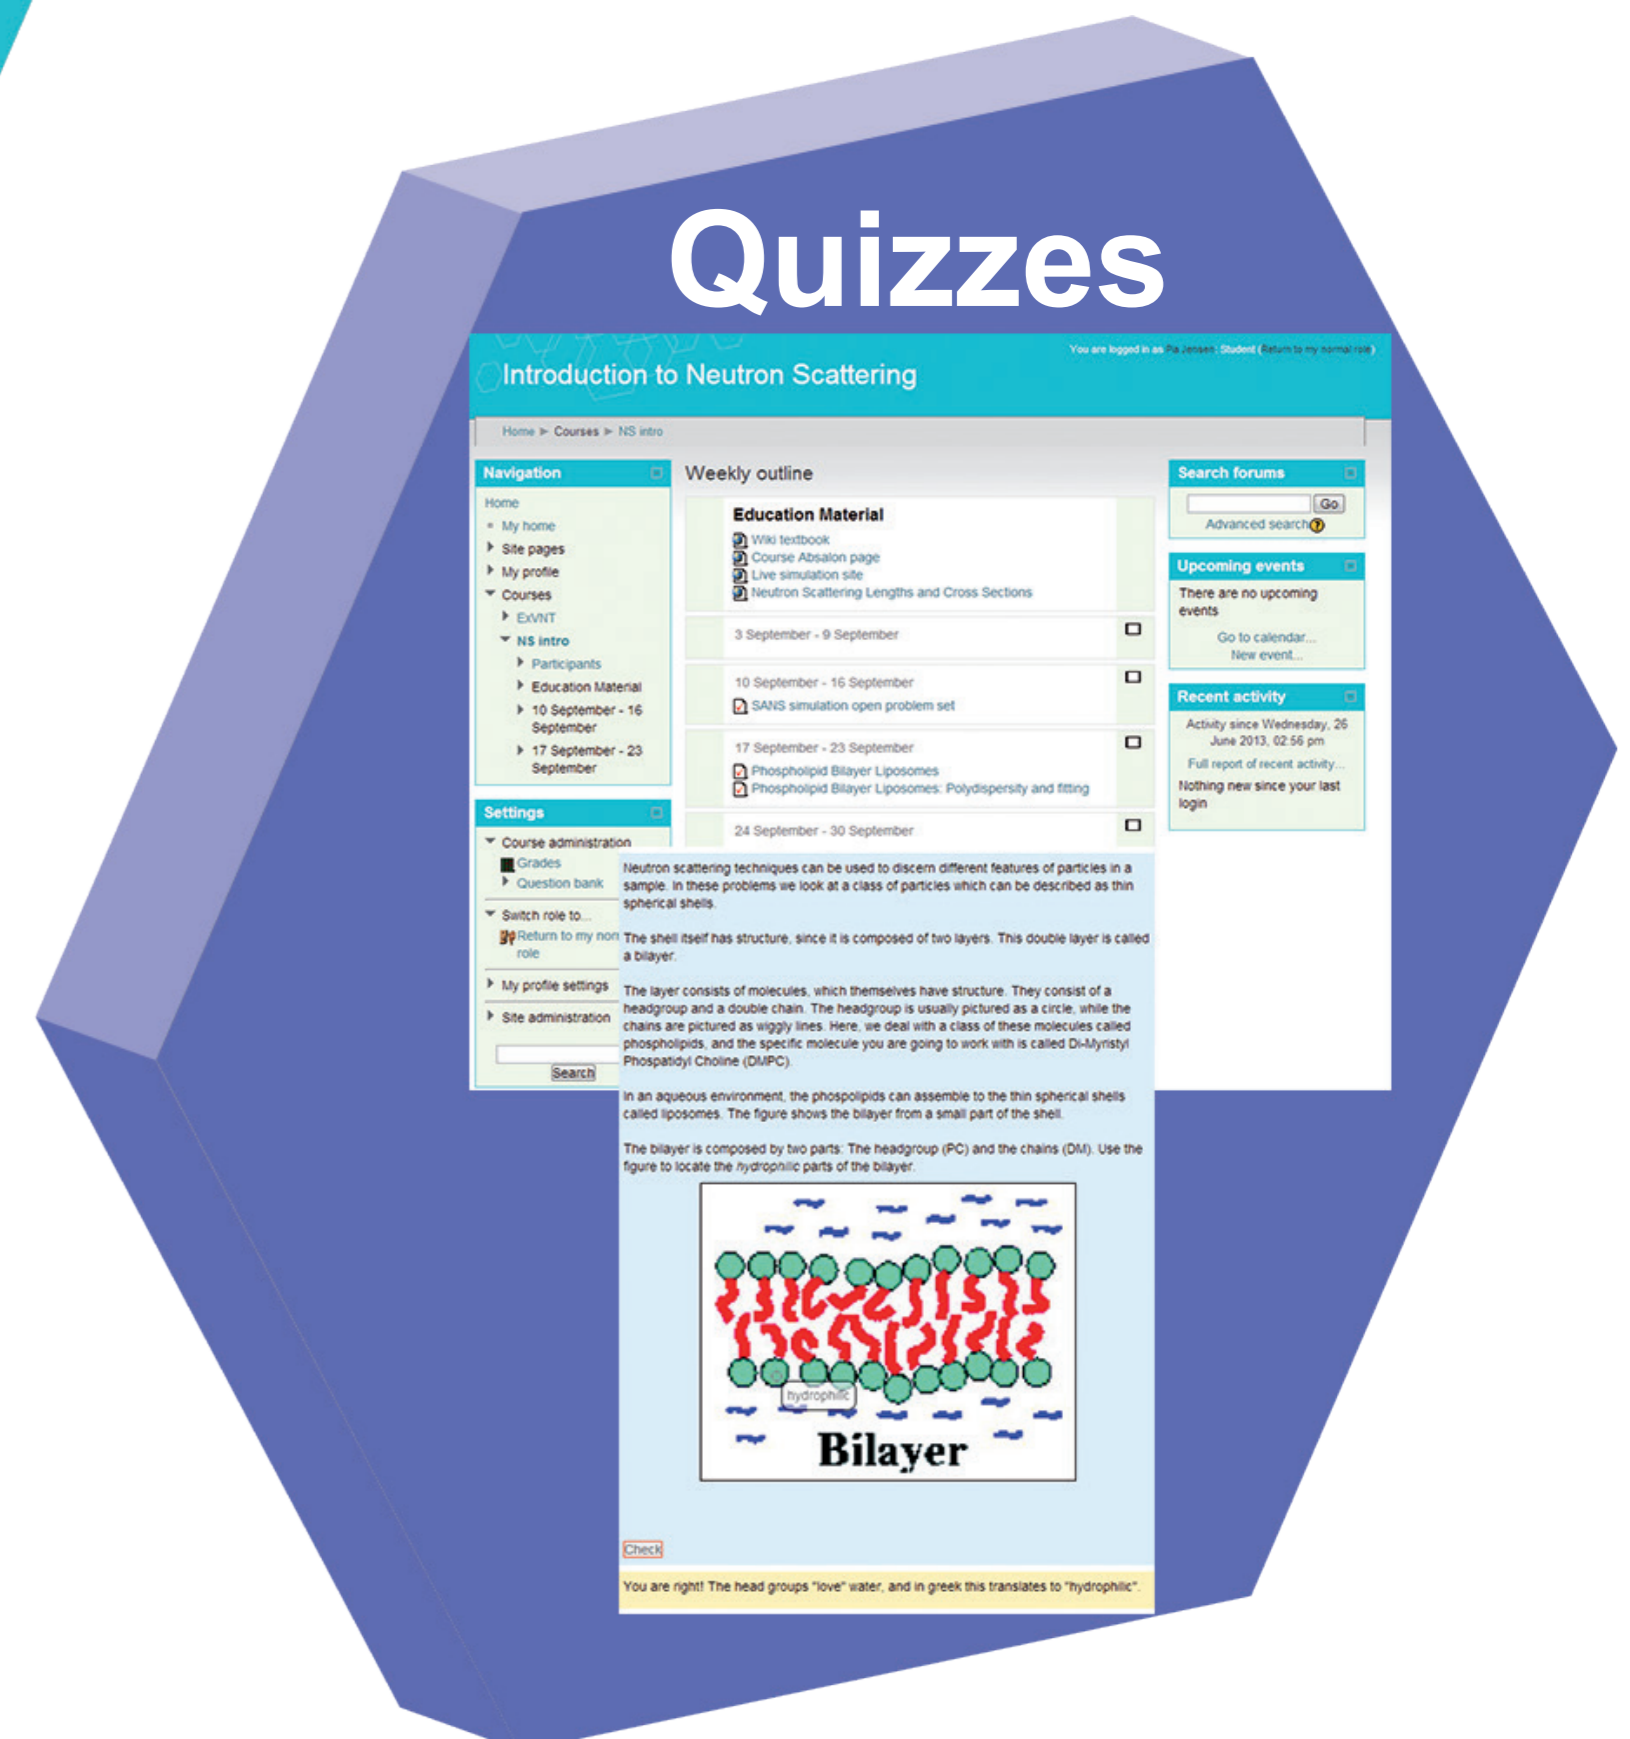 Quizzes
You are logged in as Pia Jensen: Student (Return to my normal role)
Introduction to Neutron Scattering
Home ► Courses ► NS intro
Navigation
Home
My home
Site pages
My profile
Courses
ExVNT
NS intro
Participants
Education Material
10 September - 16
September
17 September - 23
September
Settings
Course administration
Grades
Question bank
Switch role to...
Return to my nor
role
My profile settings
Site administration
Search
Weekly outline
Education Material
Wiki textbook
Course Absalon page
Live simulation site
Neutron Scattering Lengths and Cross Sections
3 September - 9 September
10 September - 16 September
SANS simulation open problem set
17 September - 23 September
Phospholipid Bilayer Liposomes
Phospholipid Bilayer Liposomes: Polydispersity and fitting
24 September - 30 September
Search forums
Go
Advanced search
Upcoming events
There are no upcoming
events
Go to calendar...
New event...
Recent activity
Activity since Wednesday, 26
June 2013, 02:56 pm
Full report of recent activity...
Nothing new since your last
login
Neutron scattering techniques can be used to discern different features of particles in a
sample. In these problems we look at a class of particles which can be described as thin
spherical shells.
The shell itself has structure, since it is composed of two layers. This double layer is called
a bilayer.
The layer consists of molecules, which themselves have structure. They consist of a
headgroup and a double chain. The headgroup is usually pictured as a circle, while the
chains are pictured as wiggly lines. Here, we deal with a class of these molecules called
phospholipids, and the specific molecule you are going to work with is called Di-Myristyl
Phospatidyl Choline (DMPC).
In an aqueous environment, the phospolipids can assemble to the thin spherical shells
called liposomes. The figure shows the bilayer from a small part of the shell.
The bilayer is composed by two parts: The headgroup (PC) and the chains (DM). Use the
figure to locate the hydrophilic parts of the bilayer.
hydrophilic
Bilayer
Check
You are right! The head groups "love" water, and in greek this translates to "hydrophilic".